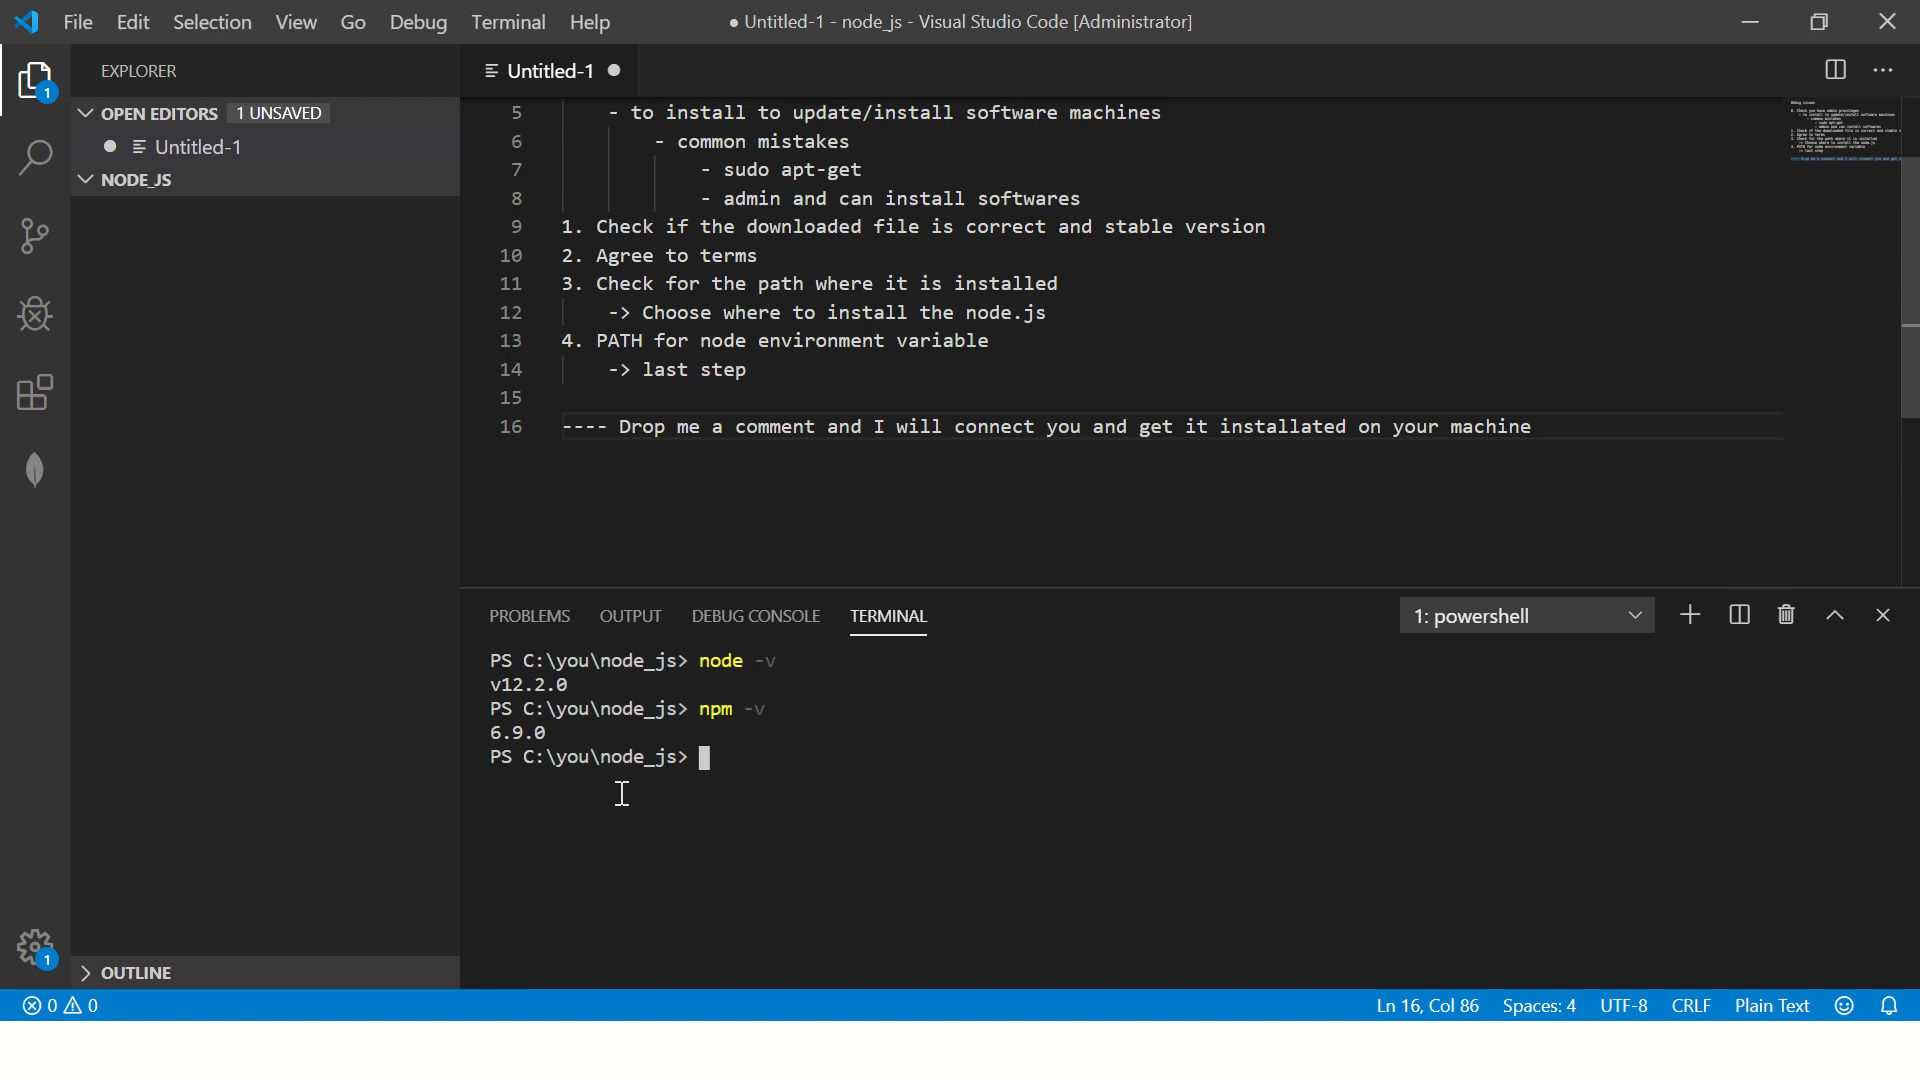 File Edit Selection View Go Debug Terminal Help
● Untitled-1 - node_js - Visual Studio Code [Administrator]
EXPLORER
Untitled-1
1
OPEN EDITORS 1 UNSAVED
Untitled-1
NODE_JS
5 - to install to update/install software machines
6 - common mistakes
7 - sudo apt-get
8 - admin and can install softwares
9 1. Check if the downloaded file is correct and stable version
10 2. Agree to terms
11 3. Check for the path where it is installed
12 -> Choose where to install the node.js
13 4. PATH for node environment variable
14 -> last step
15
16 ---- Drop me a comment and I will connect you and get it installated on your machine
PROBLEMS OUTPUT DEBUG CONSOLE TERMINAL
1: powershell
PS C:\you\node_js> node -v
v12.2.0
PS C:\you\node_js> npm -v
6.9.0
PS C:\you\node_js>
1
OUTLINE
0 0
Ln 16, Col 86 Spaces: 4 UTF-8 CRLF Plain Text